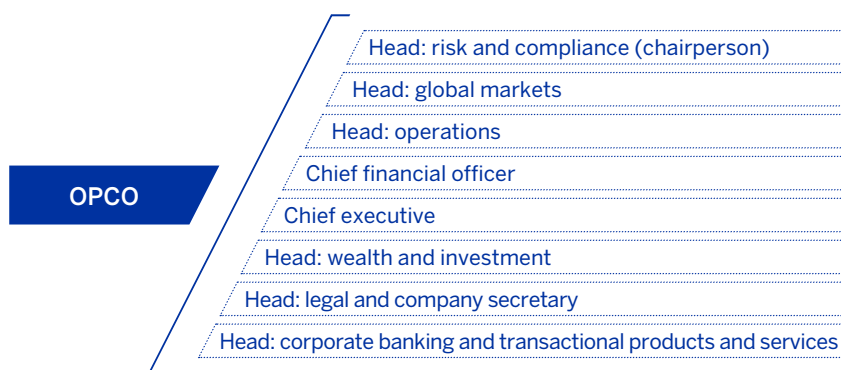 Head: risk and compliance (chairperson)
Head: global markets
Head: operations
Chief financial officer
OPCO
Chief executive
Head: wealth and investment
Head: legal and company secretary
Head: corporate banking and transactional products and services